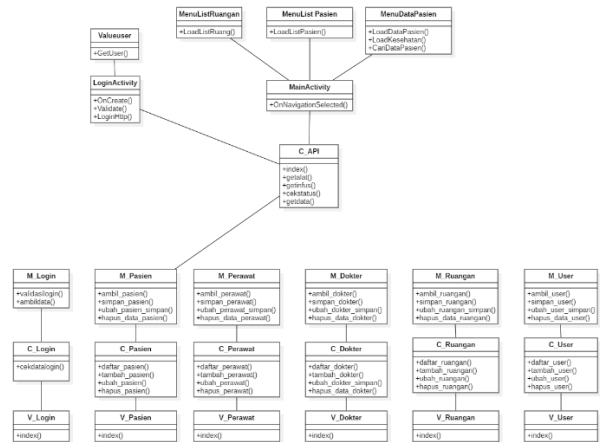 MenuListRuangan
+LoadListRuang()
MenuList Pasien
+LoadListPasien()
MenuDataPasien
+LoadDataPasien()
+LoadKesehatan()
+CariDataPasien()
Valueuser
+GetUser()
LoginActivity
+OnCreate()
+Validate()
+LoginHttp()
MainActivity
+OnNavigationSelected()
C_API
+index()
+getalat()
+gotinfus()
+cekstatus()
+getdata()
M_Login
+validasilogin()
+ambildata()
M_Pasien
+ambil_pasien()
+simpan_pasien()
+ubah_pasien_simpan()
+hapus_data_pasien()
M_Perawat
+ambil_perawat()
+simpan_perawat()
+ubah_perawat_simpan()
+hapus_data_perawat()
M_Dokter
+ambil_dokter()
+simpan_dokter()
+ubah_dokter_simpan()
+hapus_data_dokter()
M_Ruangan
+ambil_ruangan()
+simpan_ruangan()
+ubah_ruangan_simpan()
+hapus_data_ruangan()
M_User
+ambil_user()
+simpan_user()
+ubah_user_simpan()
+hapus_data_user()
C_Login
+cekdatalogin()
C_Pasien
+daftar_pasien()
+tambah_pasien()
+ubah_pasien()
+hapus_pasien()
C_Perawat
+daftar_perawat()
+tambah_perawat()
+ubah_perawat()
+hapus_perawat()
C_Dokter
+daftar_dokter()
+tambah_dokter()
+ubah_dokter_simpan()
+hapus_data_dokter()
C_Ruangan
+daftar_ruangan()
+tambah_ruangan()
+ubah_ruangan()
+hapus_ruangan()
C_User
+daftar_user()
+tambah_user()
+ubah_user()
+hapus_user()
V_Login
+index()
V_Pasien
+index()
V_Perawat
+index()
V_Dokter
+index()
V_Ruangan
+index()
V_User
+index()